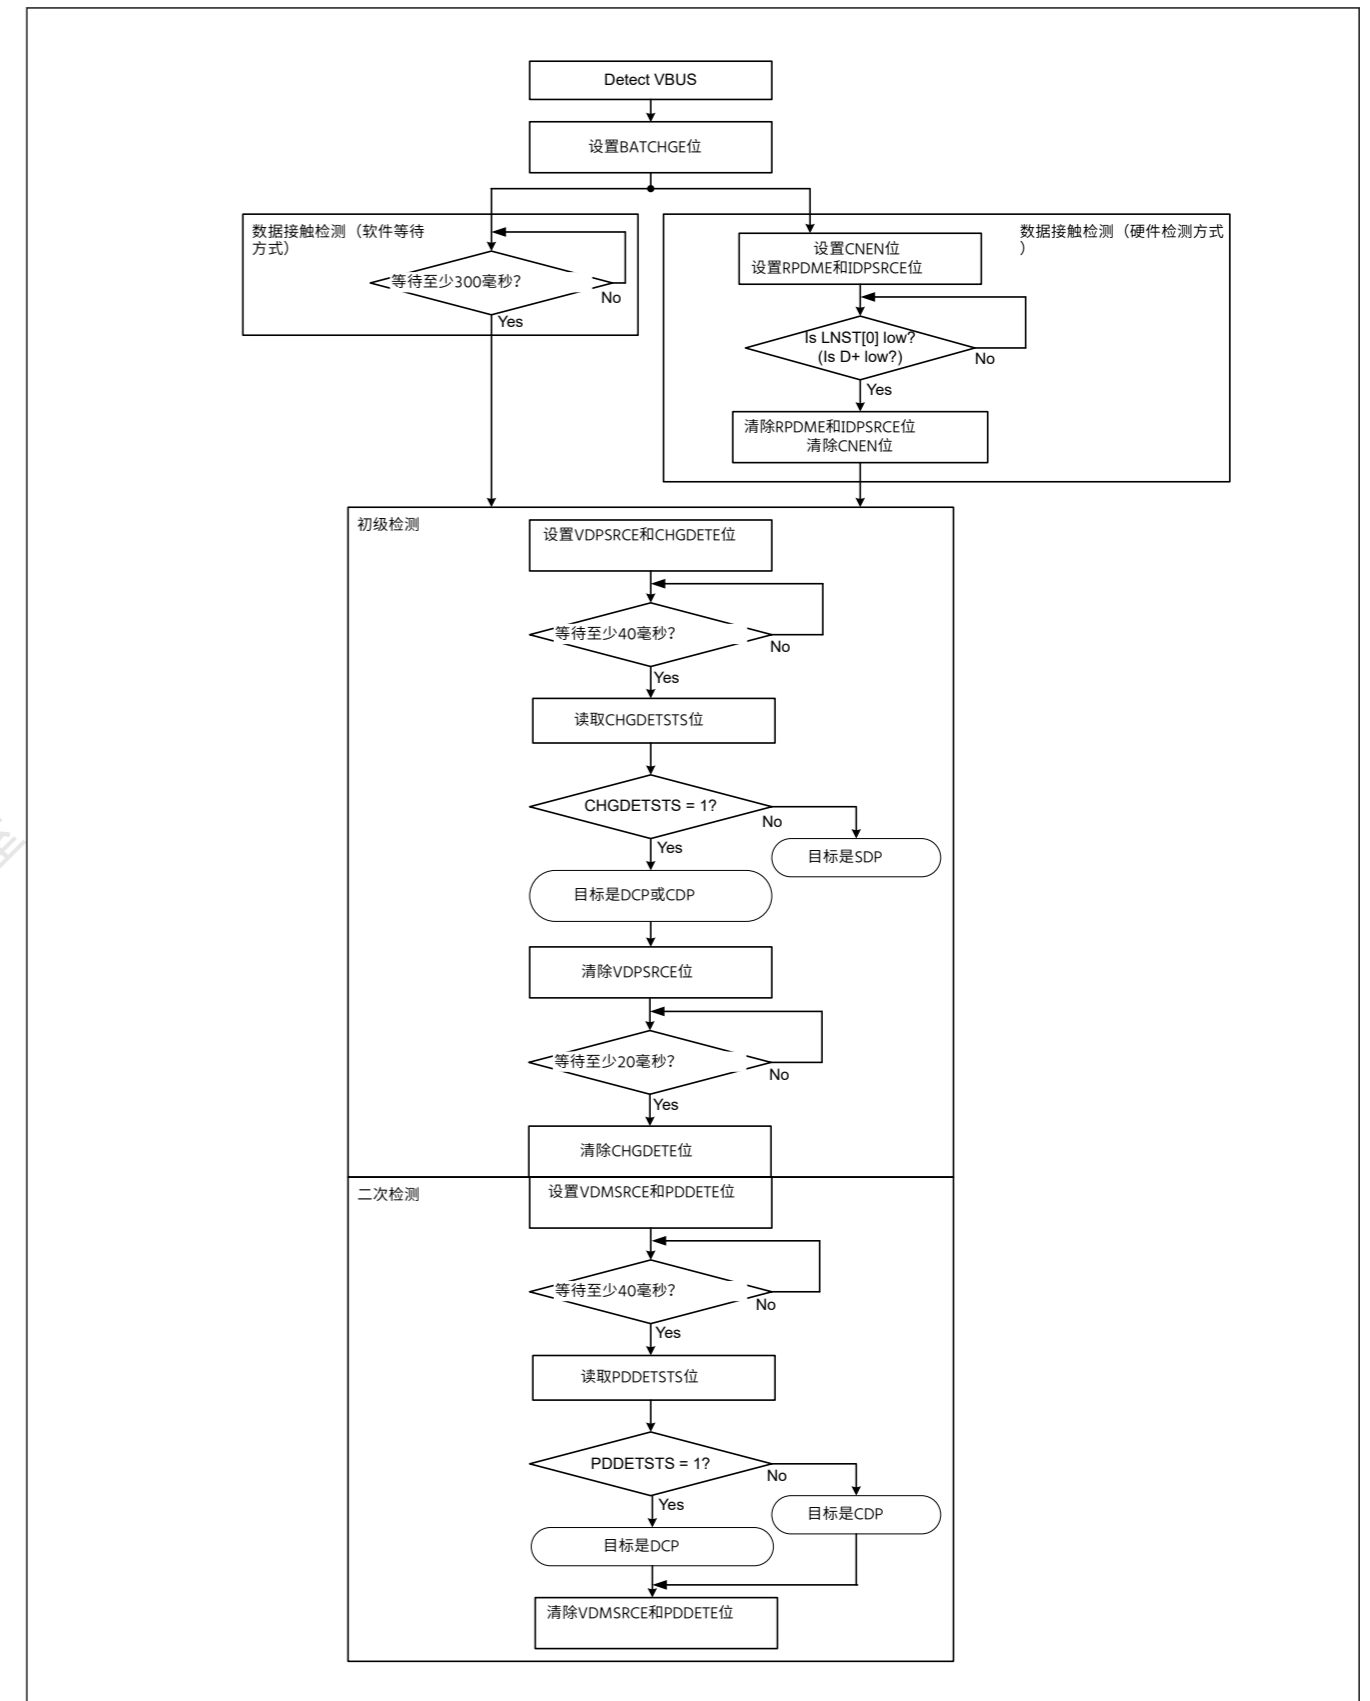 Detect VBUS
设置BATCHGE位
数据接触检测（软件等待
方式）
等待至少300毫秒？
No
Yes
数据接触检测（硬件检测方式
）
设置CNEN位
设置RPDME和IDPSRCE位
Is LNST[0] low?
(Is D+ low?)
No
Yes
清除RPDME和IDPSRCE位
清除CNEN位
初级检测
设置VDPSRCE和CHGDETE位
等待至少40毫秒？
No
Yes
读取CHGDETSTS位
CHGDETSTS = 1?
No
Yes
目标是SDP
目标是DCP或CDP
清除VDPSRCE位
等待至少20毫秒？
No
Yes
清除CHGDETE位
二次检测
设置VDMSRCE和PDDETE位
等待至少40毫秒？
No
Yes
读取PDDETSTS位
PDDETSTS = 1?
No
Yes
目标是CDP
目标是DCP
清除VDMSRCE和PDDETE位